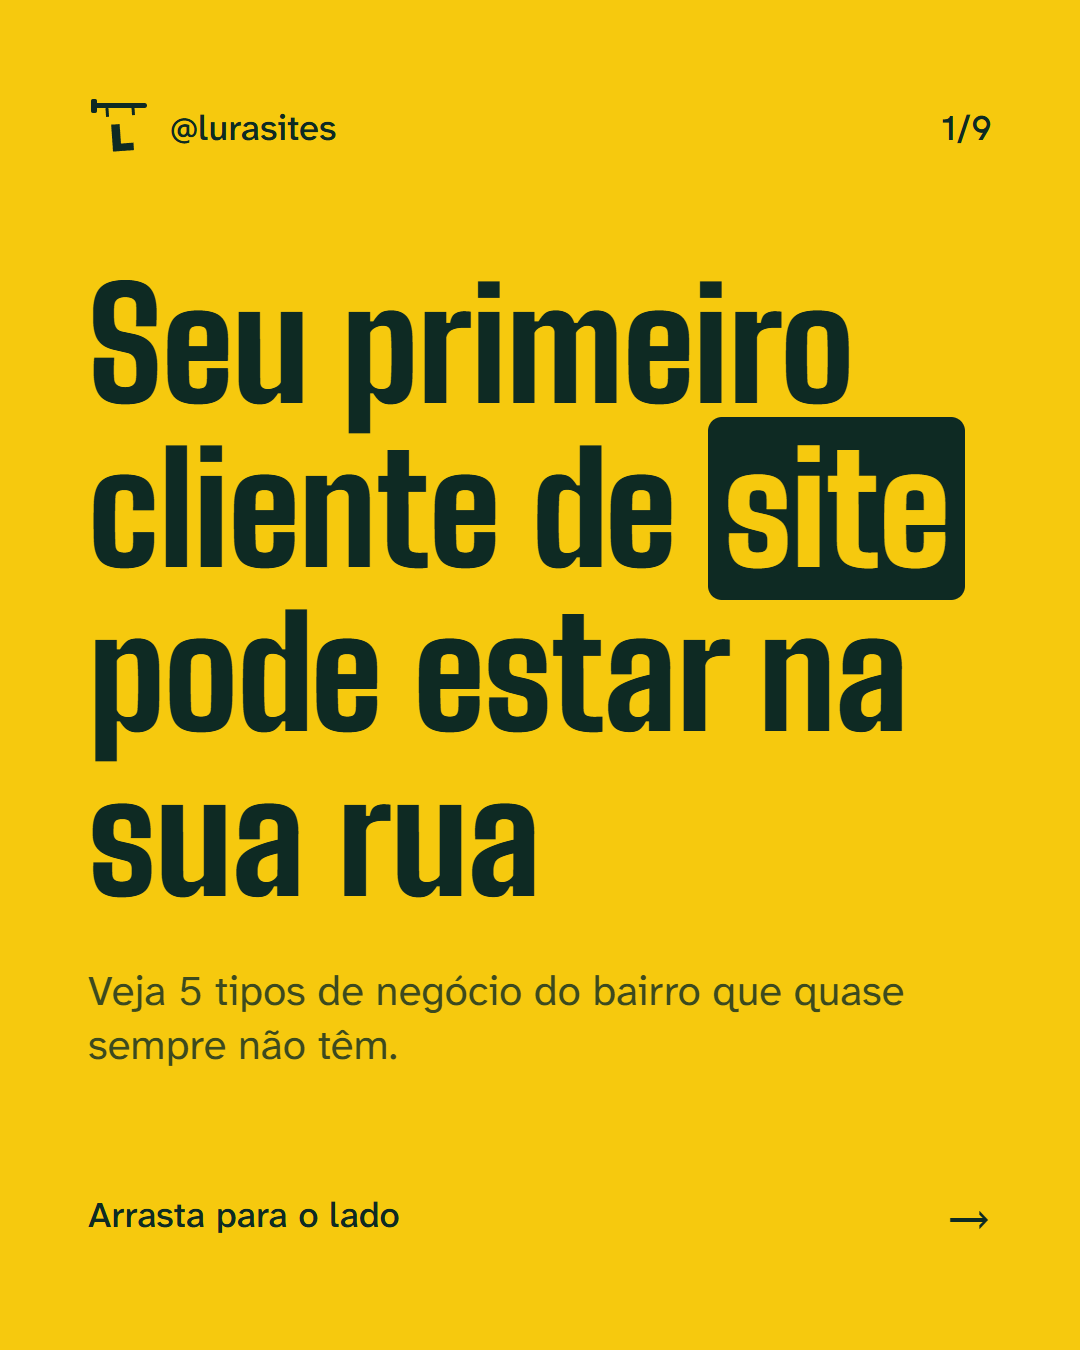 L
@lurasites
1/9
Seu primeiro
cliente de site
pode estar na
sua rua
Veja 5 tipos de negócio do bairro que quase
sempre não têm.
Arrasta para o lado
→